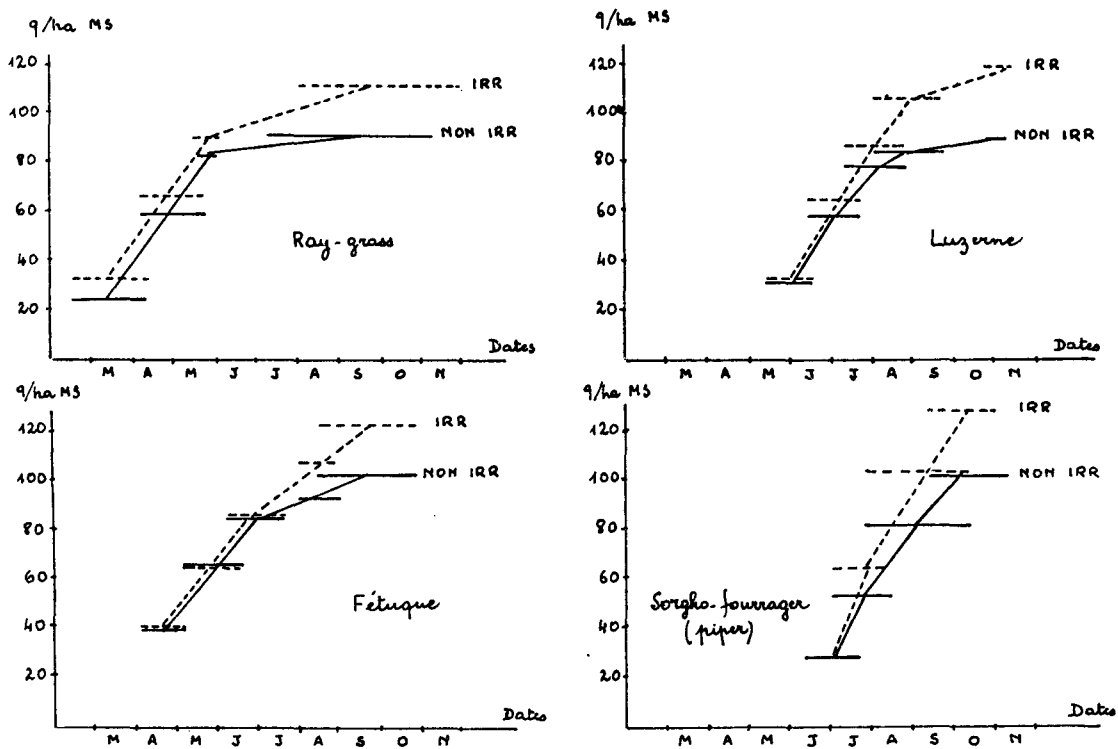 q/ha MS
120
100
80
60
40
20
IRR
NON IRR
Ray-grass
Dates
M A M J J A S O N
q/ha MS
120
100
80
60
40
20
IRR
NON IRR
Luzerne
Dates
M A M J J A S O N
q/ha MS
120
100
80
60
40
20
IRR
NON IRR
Fétuque
Dates
M A M J J A S O N
q/ha MS
120
100
80
60
40
20
IRR
NON IRR
Sorgho-fourrager
(piper)
Dates
M A M J J A S O N